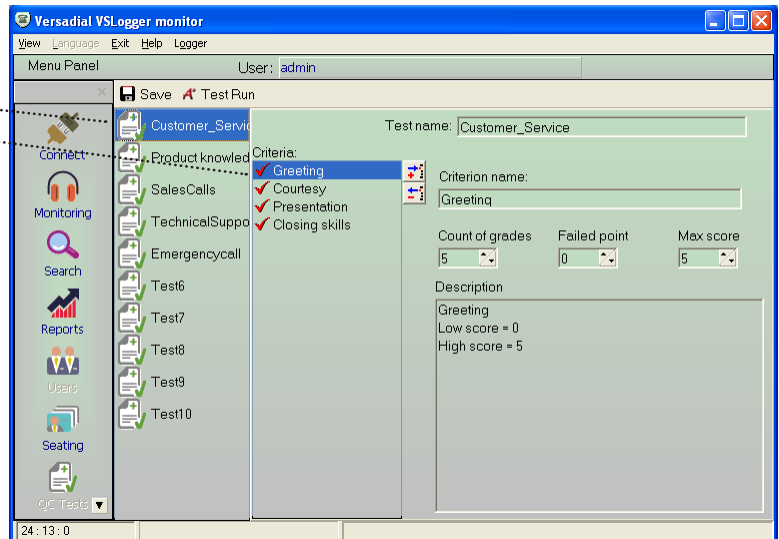 Versadial VSLogger monitor
View Language Exit Help Logger
Menu Panel User: admin
Save Test Run
Connect
Monitoring
Search
Reports
Users
Seating
QC Tests
Customer_Servic
Product knowled
SalesCalls
TechnicalSuppo
Emergencycall
Test6
Test7
Test8
Test9
Test10
Test name: Customer_Service
Criteria:
Greeting
Courtesy
Presentation
Closing skills
Criterion name:
Greeting
Count of grades Failed point Max score
5 0 5
Description
Greeting
Low score = 0
High score = 5
24 : 13 : 0